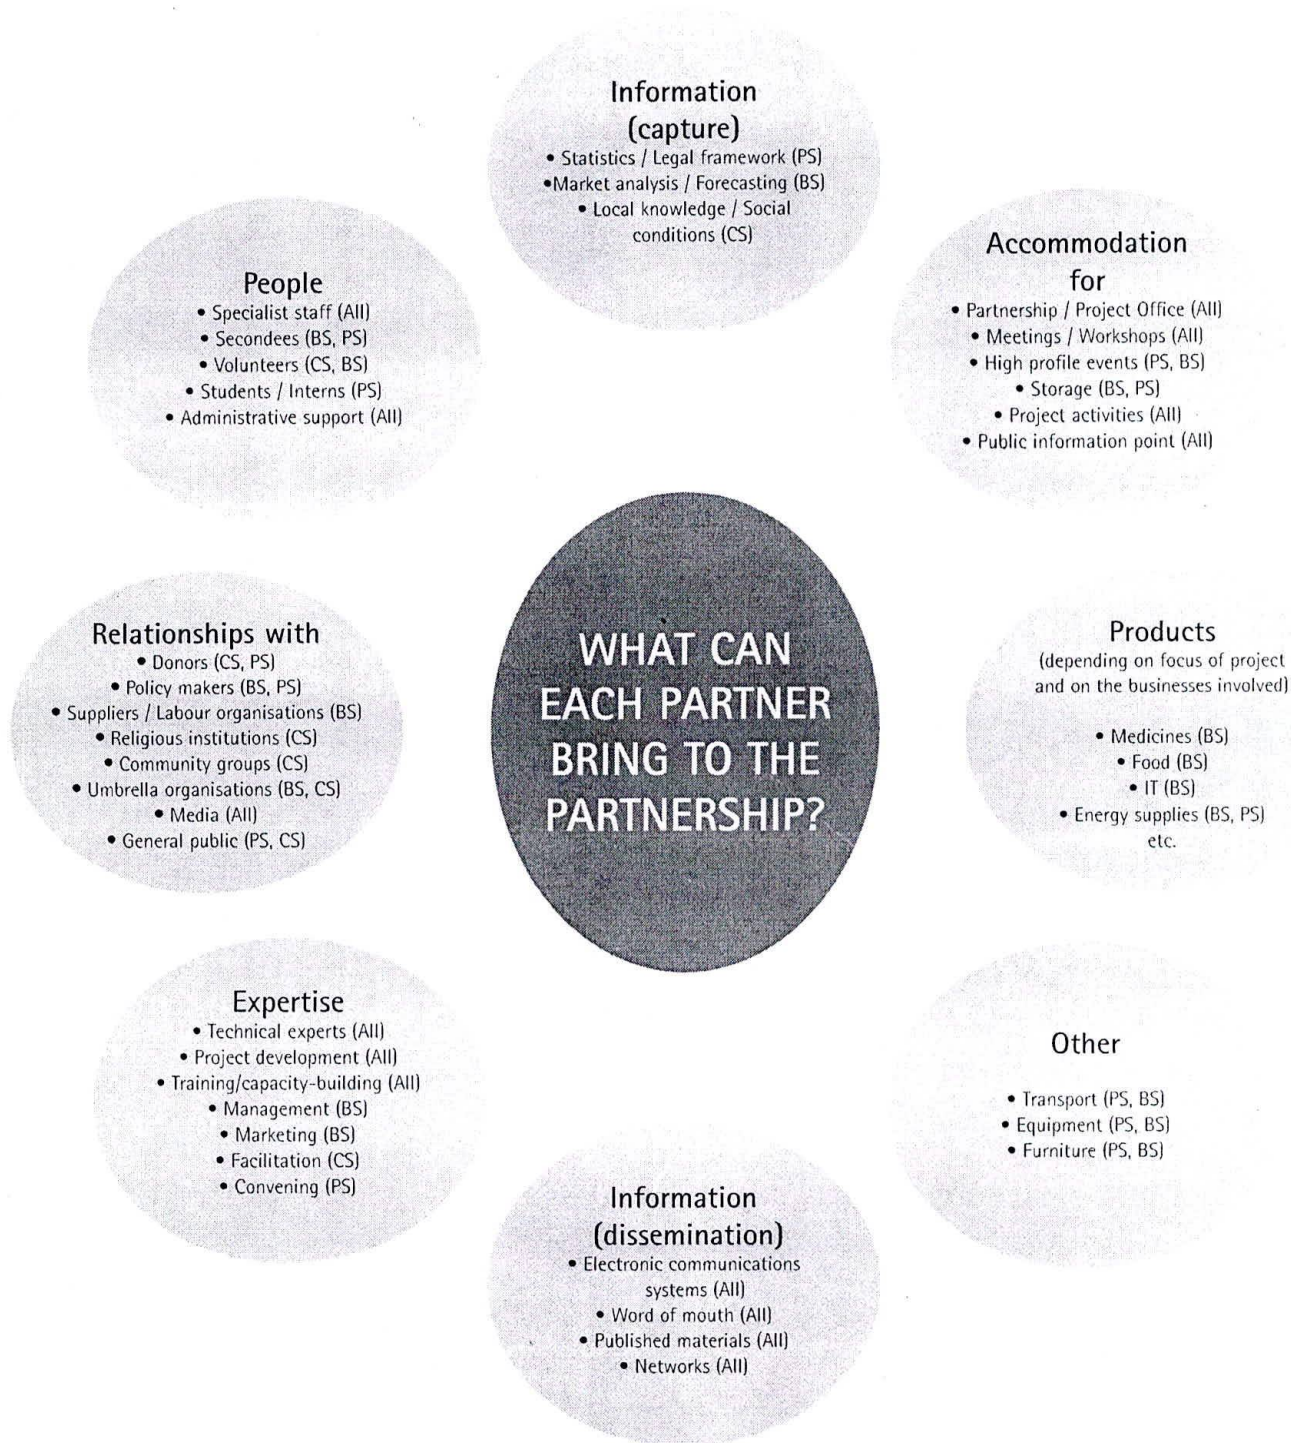 Information
(capture)
• Statistics / Legal framework (PS)
•Market analysis / Forecasting (BS)
• Local knowledge / Social
conditions (CS)
Accommodation
for
• Partnership / Project Office (All)
• Meetings / Workshops (All)
• High profile events (PS, BS)
• Storage (BS, PS)
• Project activities (All)
• Public information point (All)
People
• Specialist staff (All)
• Secondees (BS, PS)
• Volunteers (CS, BS)
• Students / Interns (PS)
• Administrative support (All)
WHAT CAN
EACH PARTNER
BRING TO THE
PARTNERSHIP?
Relationships with
• Donors (CS, PS)
• Policy makers (BS, PS)
• Suppliers / Labour organisations (BS)
• Religious institutions (CS)
• Community groups (CS)
• Umbrella organisations (BS, CS)
• Media (All)
• General public (PS, CS)
Products
(depending on focus of project
and on the businesses involved)
• Medicines (BS)
• Food (BS)
• IT (BS)
• Energy supplies (BS, PS)
etc.
Expertise
• Technical experts (All)
• Project development (All)
• Training/capacity-building (All)
• Management (BS)
• Marketing (BS)
• Facilitation (CS)
• Convening (PS)
Other
• Transport (PS, BS)
• Equipment (PS, BS)
• Furniture (PS, BS)
Information
(dissemination)
• Electronic communications
systems (All)
• Word of mouth (All)
• Published materials (All)
• Networks (All)